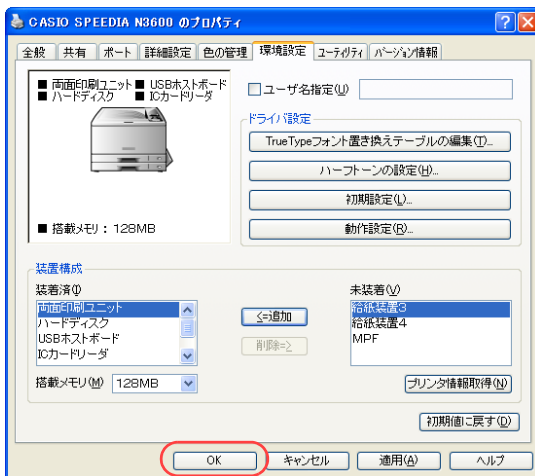 CASIO SPEEDIA N3600 のプロパティ
全般 共有 ポート 詳細設定 色の管理 環境設定 ユーティリティ バージョン情報
■ 両面印刷ユニット ■ USBホストボード
■ ハードディスク ■ ICカードリーダ
■ 搭載メモリ : 128MB
ユーザ名指定(U)
ドライバ設定
TrueTypeフォント置き換えテーブルの編集(T)...
ハーフトーンの設定(H)...
初期設定(L)...
動作設定(R)...
装置構成
装着済(I)
両面印刷ユニット
ハードディスク
USBホストボード
ICカードリーダ
<=追加
削除=>
未装着(V)
給紙装置3
給紙装置4
MPF
搭載メモリ(M) 128MB
プリンタ情報取得(N)
初期値に戻す(D)
OK キャンセル 適用(A) ヘルプ